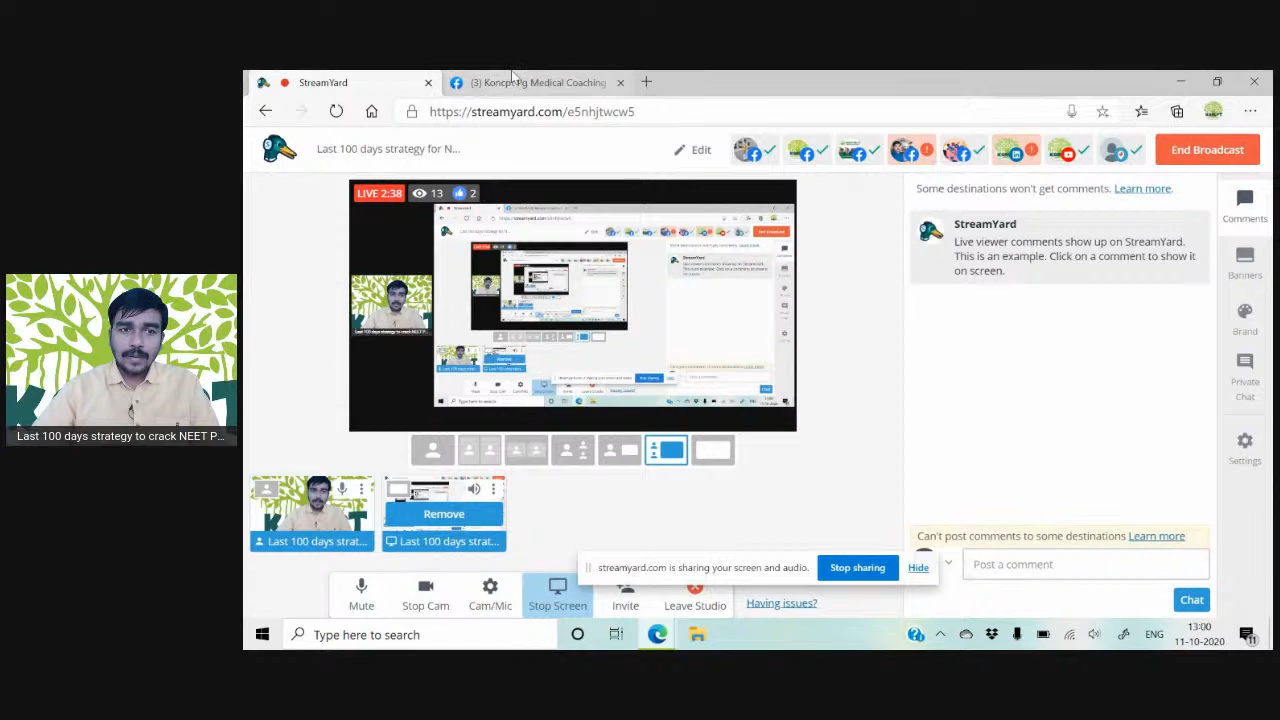 StreamYard
(3) Koncpt Pg Medical Coaching
https://streamyard.com/e5nhjtwcw5
Last 100 days strategy for N...
Edit
End Broadcast
LIVE 2:38
13
2
Some destinations won't get comments. Learn more.
StreamYard
Live viewer comments show up on StreamYard.
This is an example. Click on a comment to show it
on screen.
Comments
Banners
Brand
Private
Chat
Settings
Last 100 days strategy to crack NEET P...
Remove
Last 100 days strat...
Last 100 days strat...
Can't post comments to some destinations Learn more
Post a comment
Chat
streamyard.com is sharing your screen and audio.
Stop sharing
Hide
Mute
Stop Cam
Cam/Mic
Stop Screen
Invite
Leave Studio
Having issues?
Type here to search
ENG
13:00
11-10-2020
11